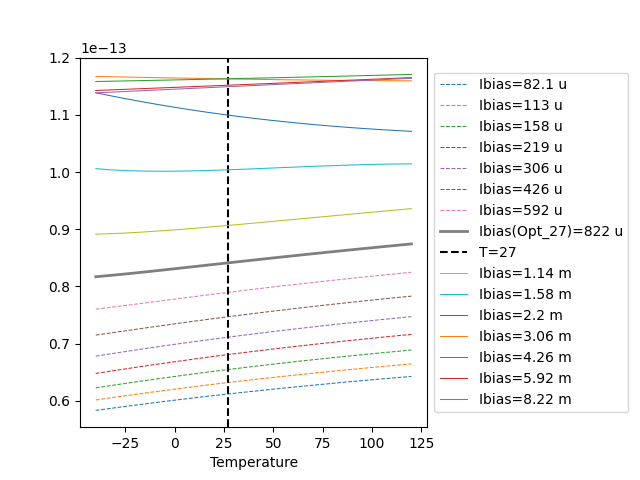 1e−13
1.2
1.1
1.0
0.9
0.8
0.7
0.6
−25 0 25 50 75 100 125
Temperature
Ibias=82.1 u
Ibias=113 u
Ibias=158 u
Ibias=219 u
Ibias=306 u
Ibias=426 u
Ibias=592 u
Ibias(Opt_27)=822 u
T=27
Ibias=1.14 m
Ibias=1.58 m
Ibias=2.2 m
Ibias=3.06 m
Ibias=4.26 m
Ibias=5.92 m
Ibias=8.22 m